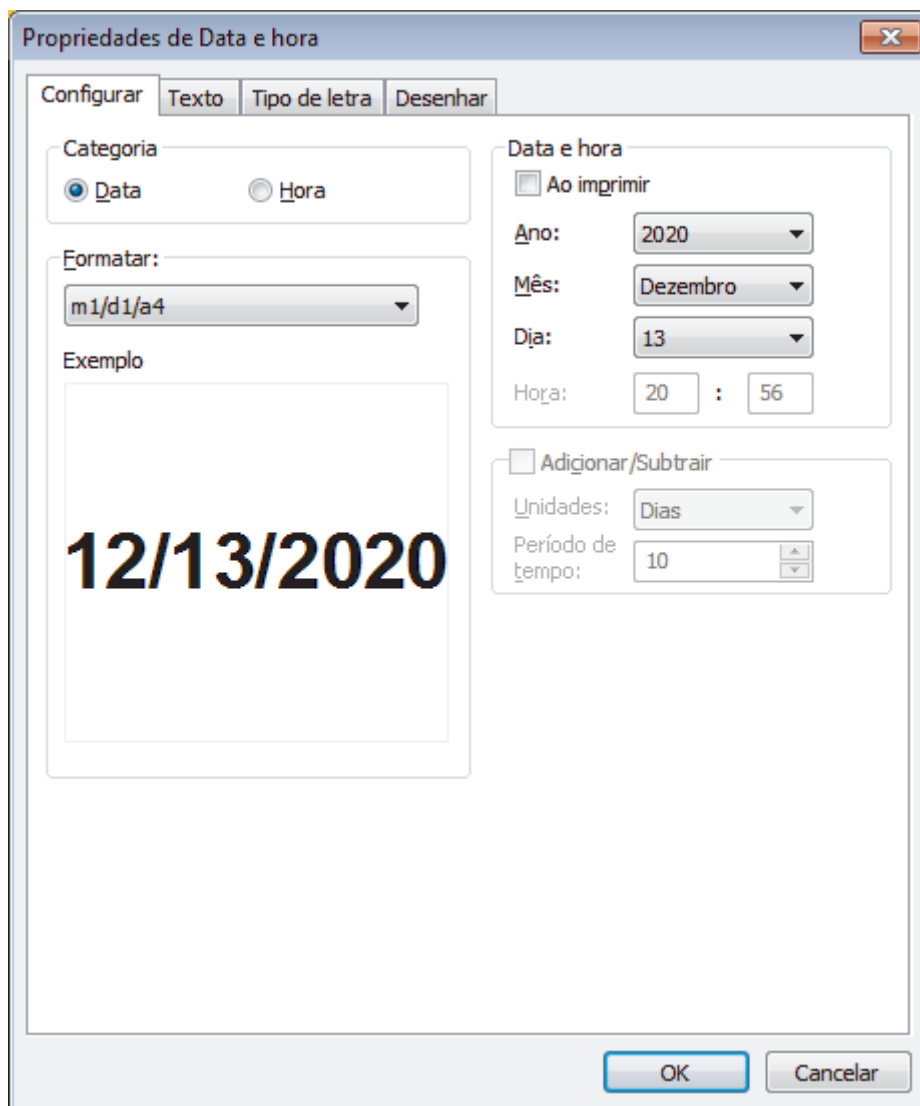 Propriedades de Data e hora
Configurar Texto Tipo de letra Desenhar
Categoria
Data Hora
Formatar:
m1/d1/a4
Exemplo
12/13/2020
Data e hora
Ao imprimir
Ano: 2020
Mês: Dezembro
Dia: 13
Hora: 20 : 56
Adicionar/Subtrair
Unidades: Dias
Período de
tempo: 10
OK Cancelar